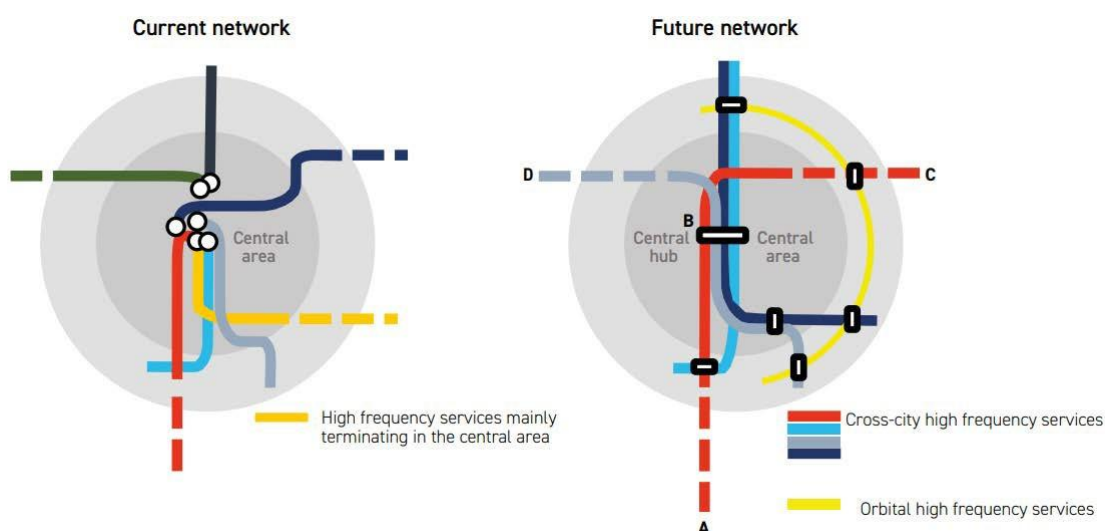 Current network
Future network
D
C
B
Central
area
Central
hub
Central
area
High frequency services mainly
terminating in the central area
Cross-city high frequency services
Orbital high frequency services
A